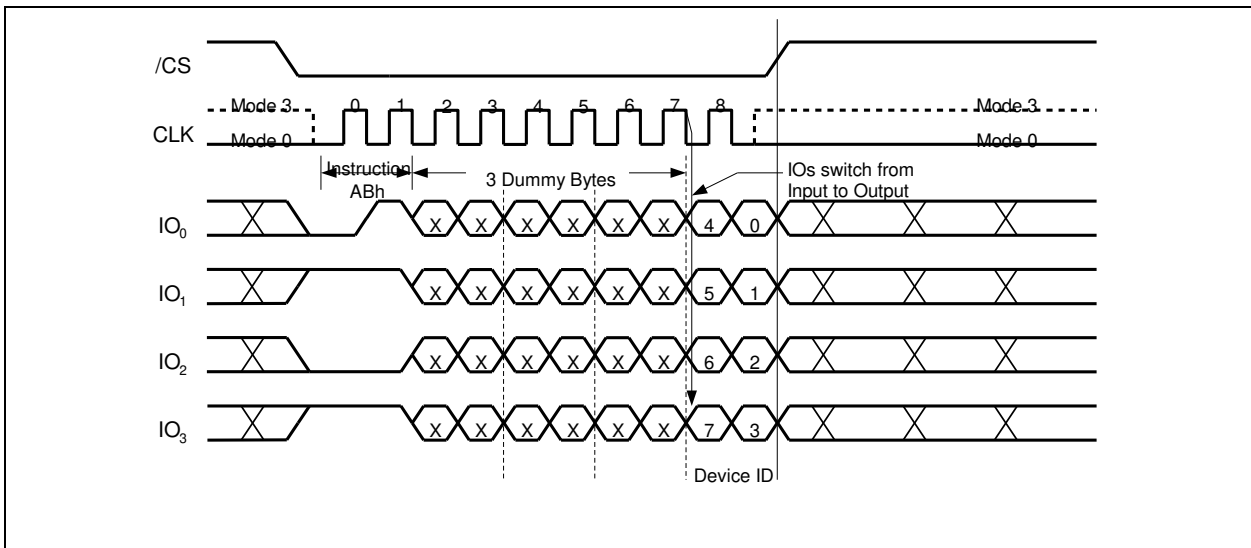 /CS
Mode 3 0 1 2 3 4 5 6 7 8 Mode 3
CLK Mode 0 Mode 0
Instruction
ABh
3 Dummy Bytes
IOs switch from
Input to Output
IO0 X X X X X X 4 0
IO1 X X X X X X 5 1
IO2 X X X X X X 6 2
IO3 X X X X X X 7 3
Device ID